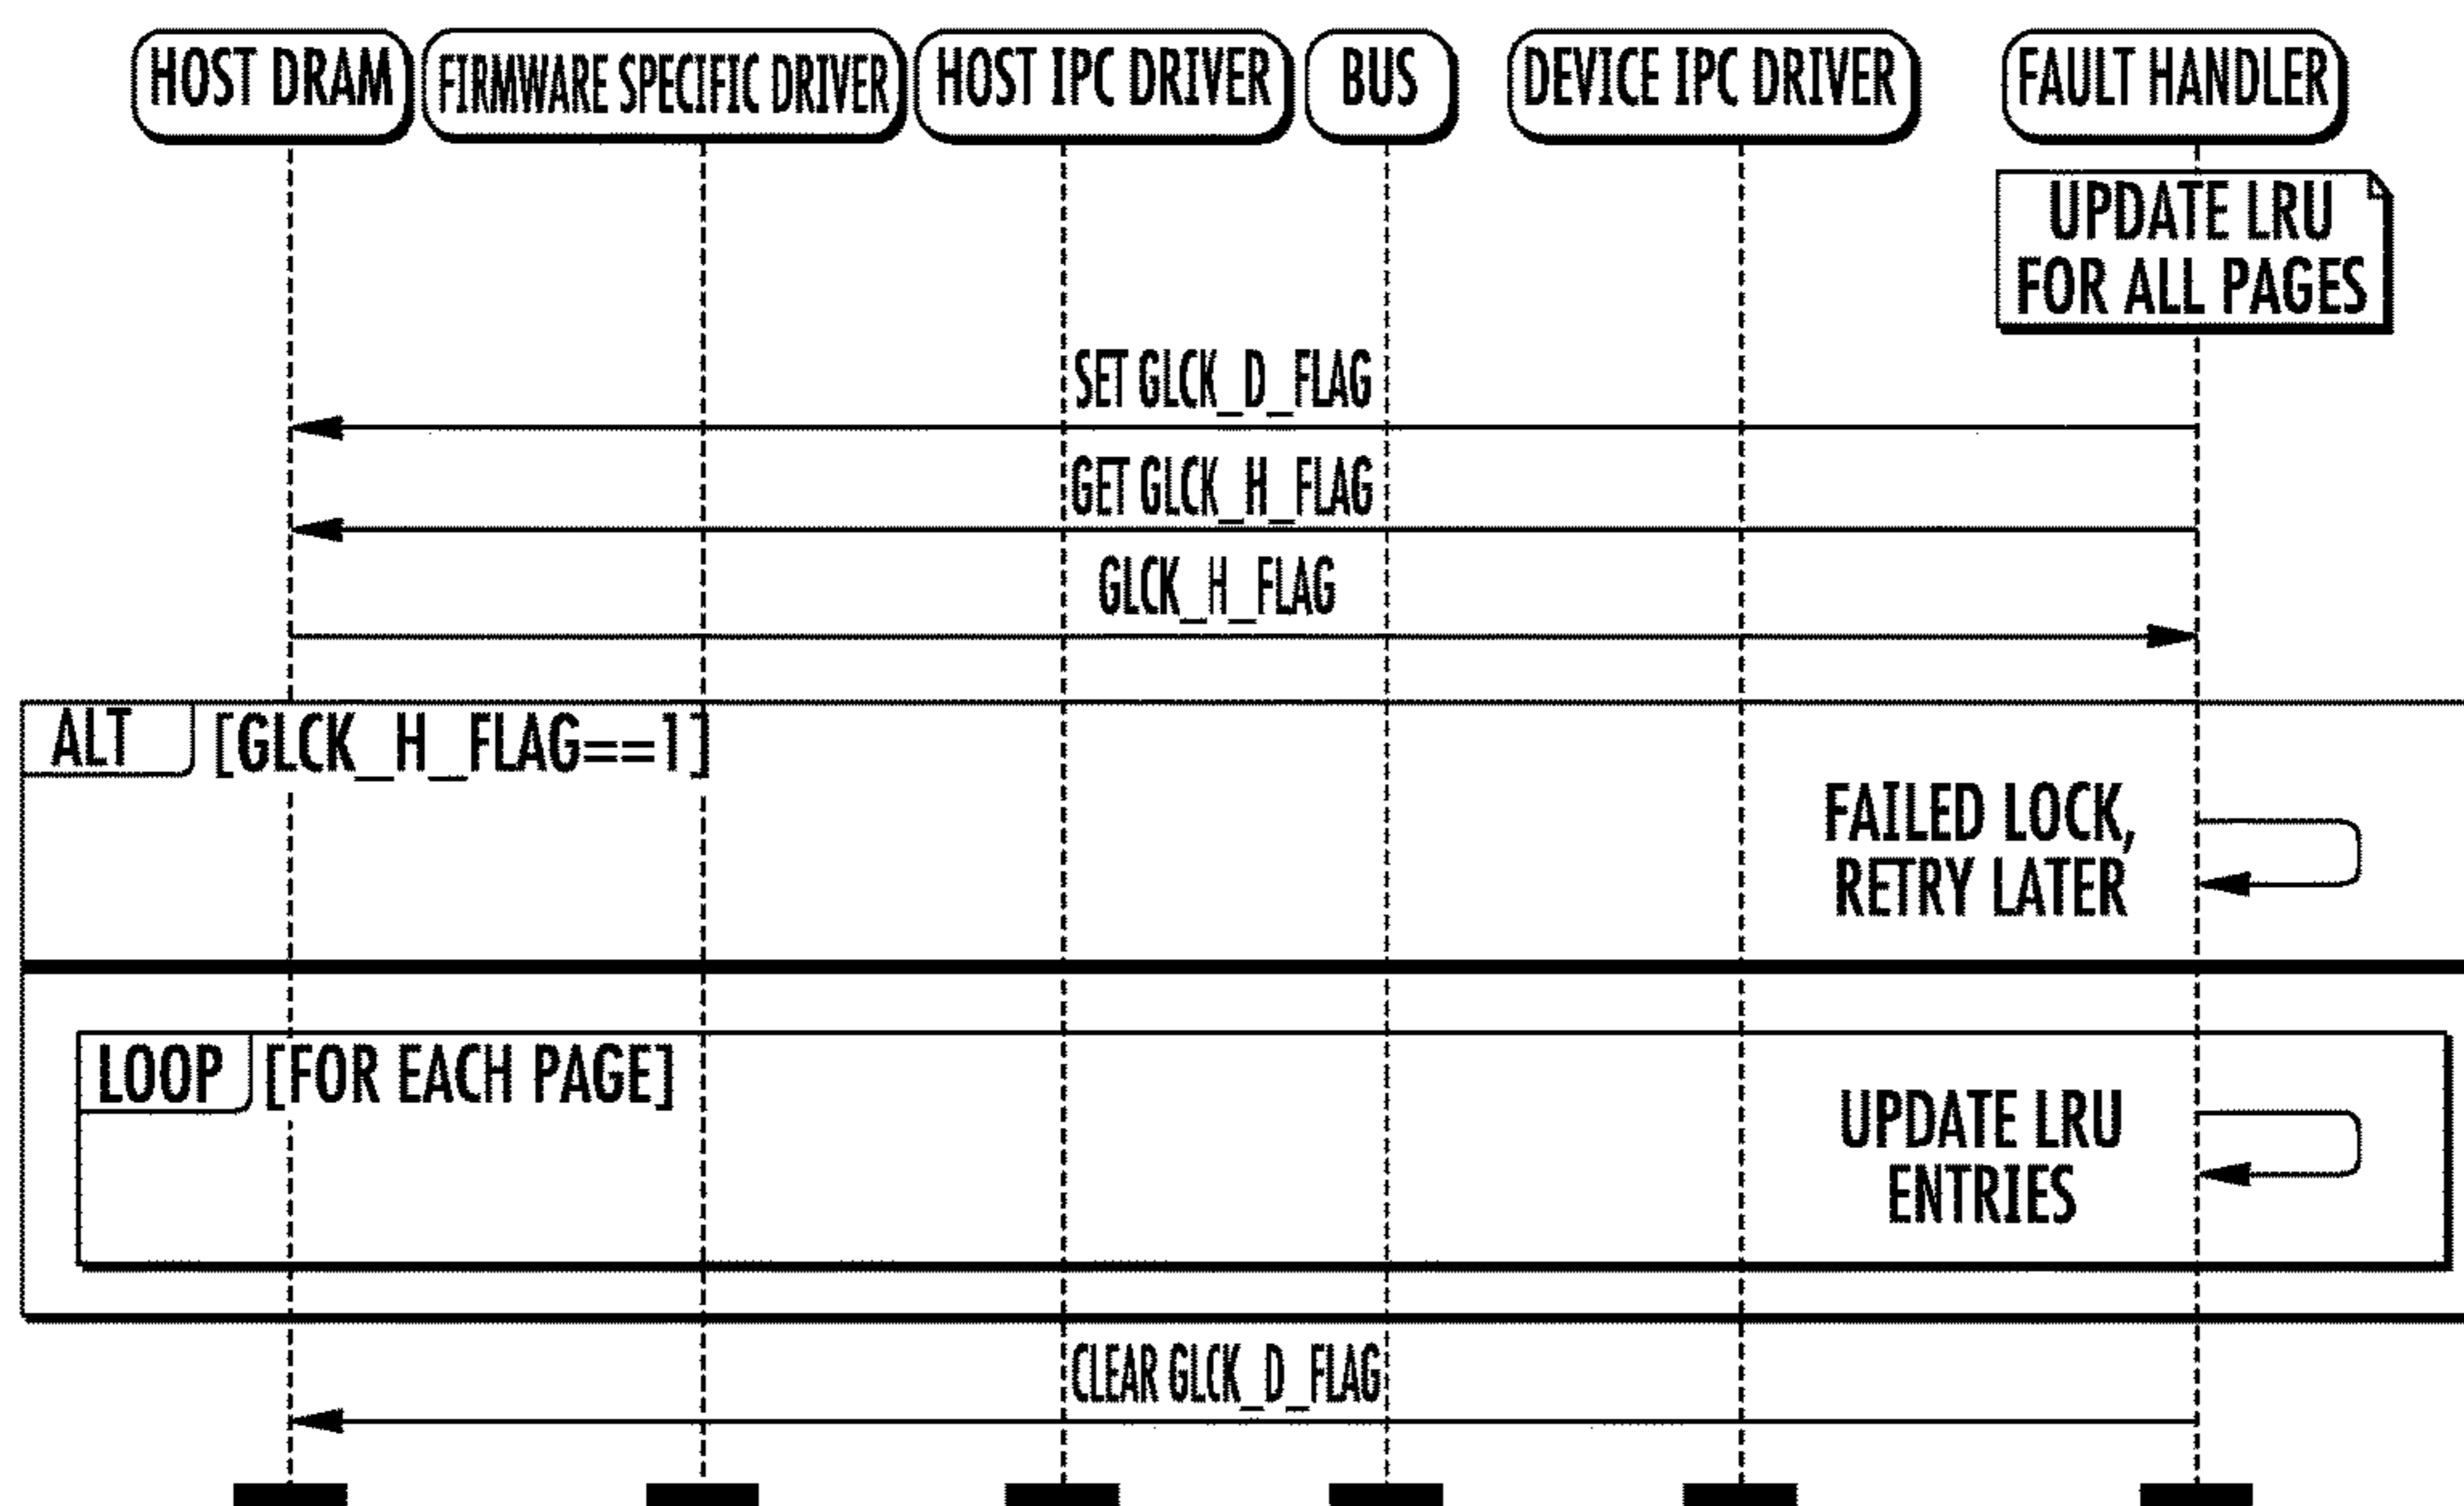 HOST DRAM
FIRMWARE SPECIFIC DRIVER
HOST IPC DRIVER
BUS
DEVICE IPC DRIVER
FAULT HANDLER
UPDATE LRU
FOR ALL PAGES
SET GLCK_D_FLAG
GET GLCK_H_FLAG
GLCK_H_FLAG
ALT [GLCK_H_FLAG==1]
FAILED LOCK,
RETRY LATER
LOOP [FOR EACH PAGE]
UPDATE LRU
ENTRIES
CLEAR GLCK_D_FLAG